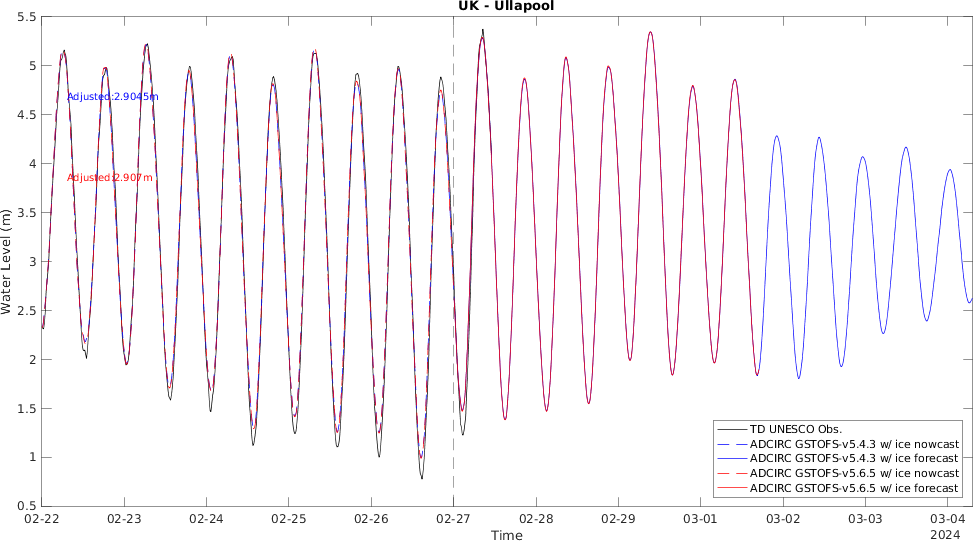 UK - Ullapool
5.5
5
4.5
4
3.5
3
2.5
2
1.5
1
0.5
Water Level (m)
Adjusted:2.9045m
Adjusted:2.907m
TD UNESCO Obs.
ADCIRC GSTOFS-v5.4.3 w/ ice nowcast
ADCIRC GSTOFS-v5.4.3 w/ ice forecast
ADCIRC GSTOFS-v5.6.5 w/ ice nowcast
ADCIRC GSTOFS-v5.6.5 w/ ice forecast
02-22 02-23 02-24 02-25 02-26 02-27 02-28 02-29 03-01 03-02 03-03 03-04
Time 2024